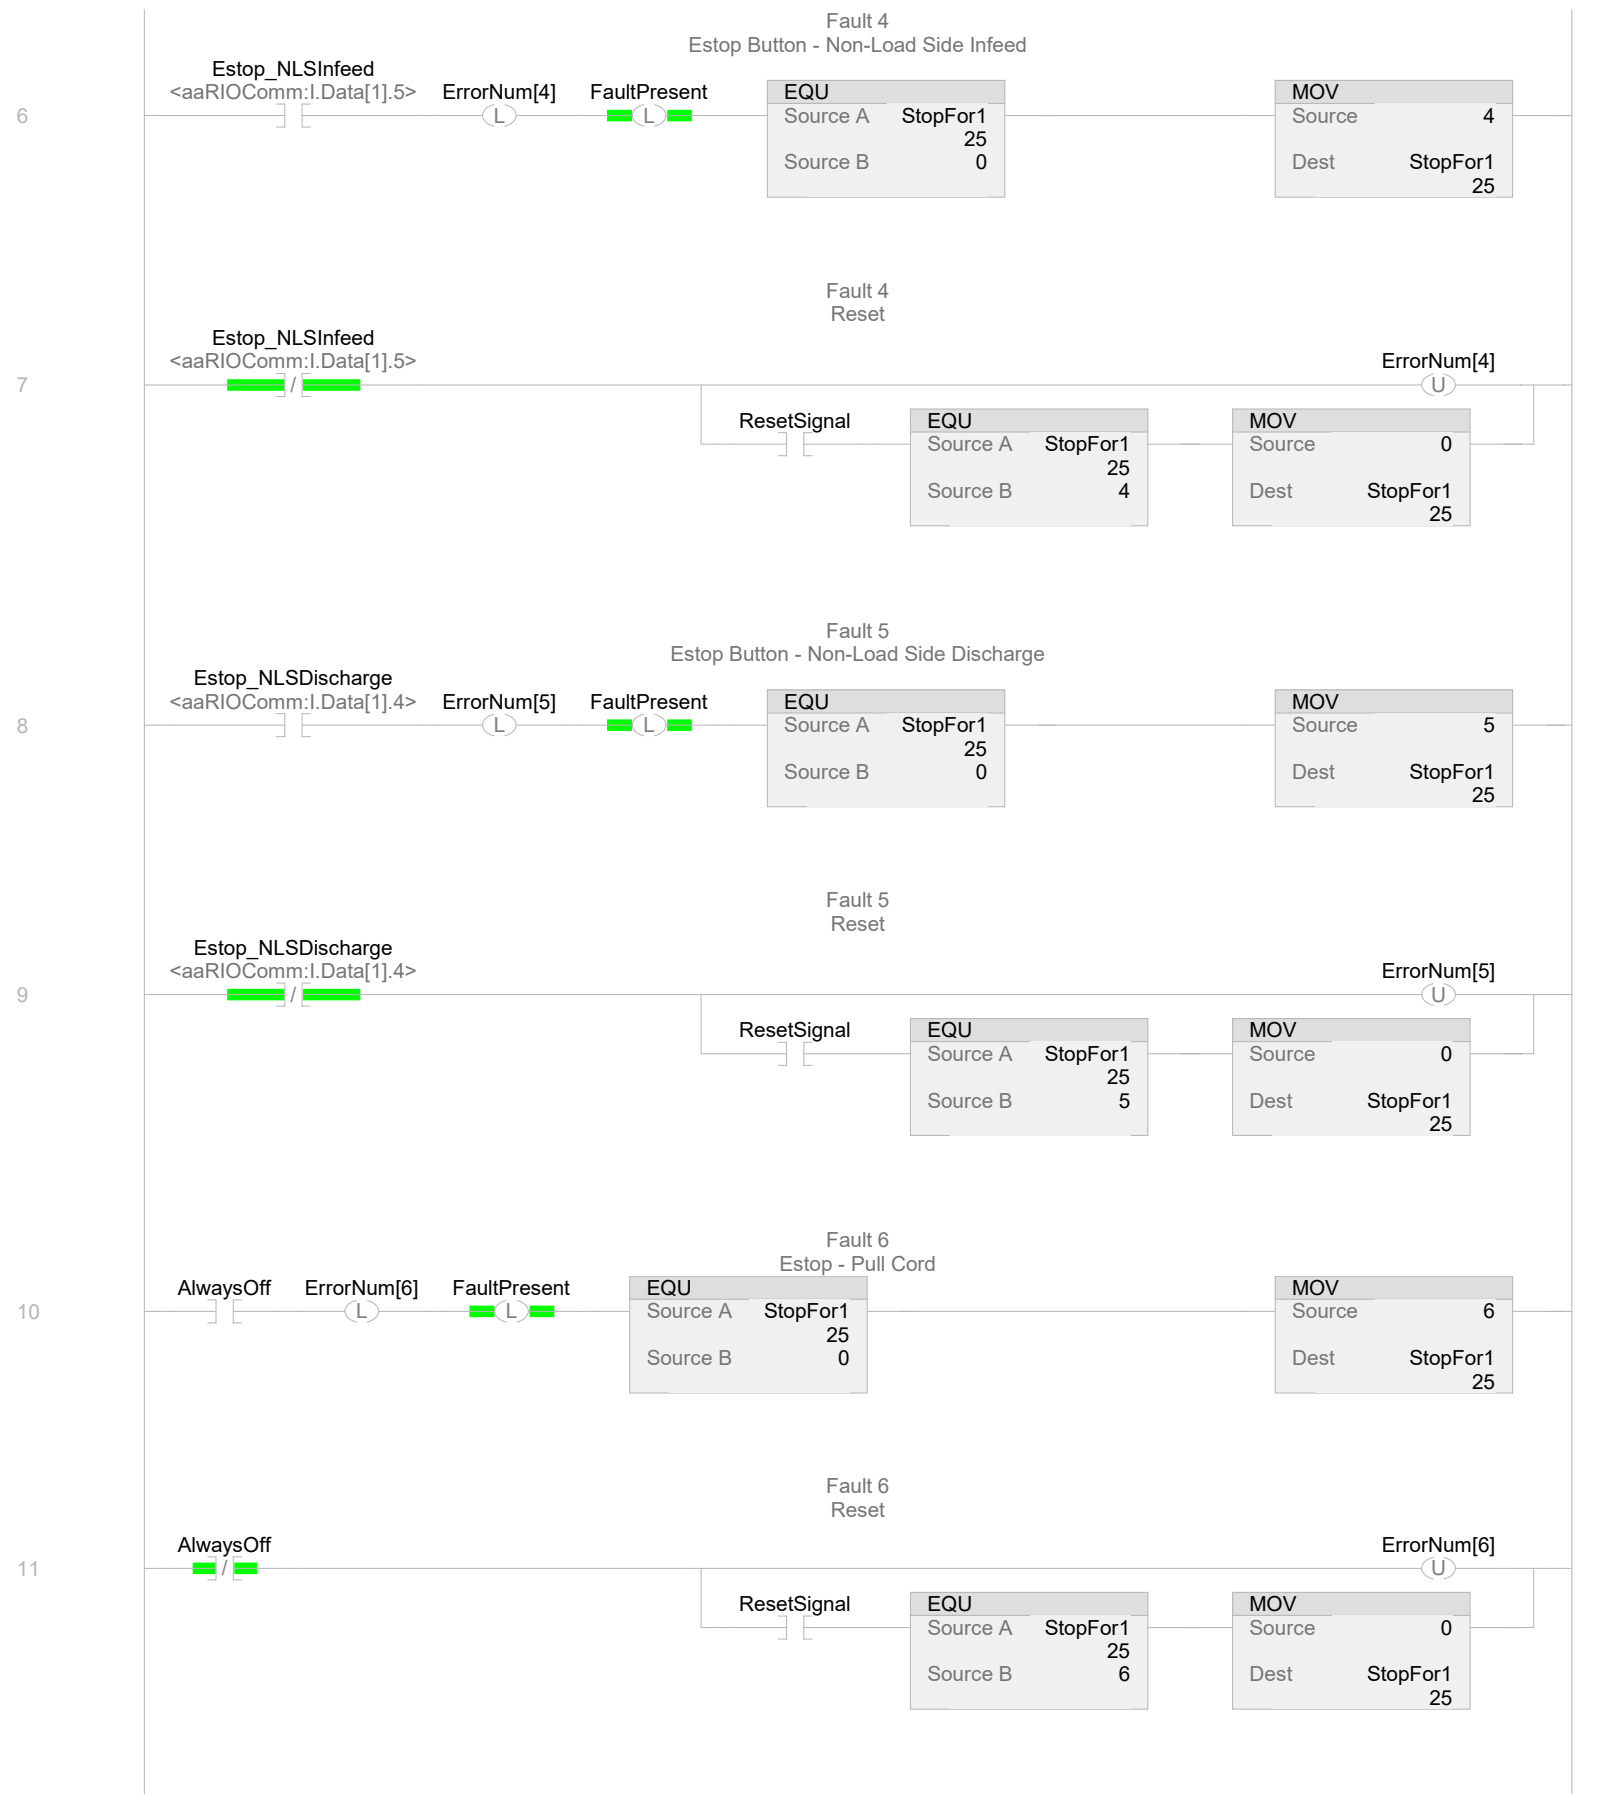 Fault 4
Estop Button - Non-Load Side Infeed
Estop_NLSInfeed
<aaRIOComm:I.Data[1].5> ErrorNum[4] FaultPresent EQU MOV
6 L L Source A StopFor1 Source 4
25
Source B 0 Dest StopFor1
25
Fault 4
Reset
Estop_NLSInfeed
<aaRIOComm:I.Data[1].5> ErrorNum[4]
7 / U
ResetSignal EQU MOV
Source A StopFor1 Source 0
25
Source B 4 Dest StopFor1
25
Fault 5
Estop Button - Non-Load Side Discharge
Estop_NLSDischarge
<aaRIOComm:I.Data[1].4> ErrorNum[5] FaultPresent EQU MOV
8 L L Source A StopFor1 Source 5
25
Source B 0 Dest StopFor1
25
Fault 5
Reset
Estop_NLSDischarge
<aaRIOComm:I.Data[1].4> ErrorNum[5]
9 / U
ResetSignal EQU MOV
Source A StopFor1 Source 0
25
Source B 5 Dest StopFor1
25
Fault 6
Estop - Pull Cord
AlwaysOff ErrorNum[6] FaultPresent EQU MOV
10 L L Source A StopFor1 Source 6
25
Source B 0 Dest StopFor1
25
Fault 6
Reset
AlwaysOff ErrorNum[6]
11 / U
ResetSignal EQU MOV
Source A StopFor1 Source 0
25
Source B 6 Dest StopFor1
25